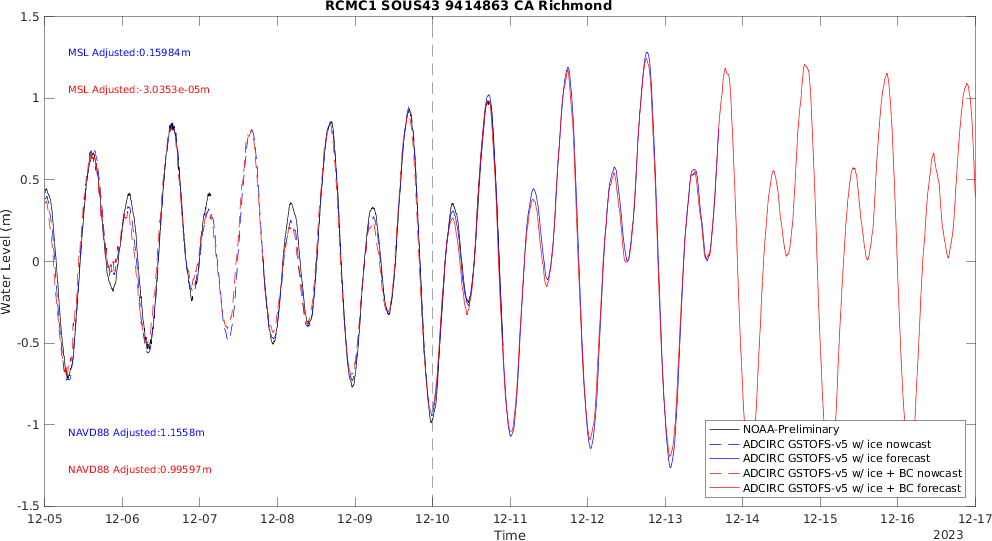 RCMC1 SOUS43 9414863 CA Richmond
MSL Adjusted:0.15984m
MSL Adjusted:-3.0353e-05m
NAVD88 Adjusted:1.1558m
NAVD88 Adjusted:0.99597m
Water Level (m)
1.5
1
0.5
0
-0.5
-1
-1.5
NOAA-Preliminary
ADCIRC GSTOFS-v5 w/ ice nowcast
ADCIRC GSTOFS-v5 w/ ice forecast
ADCIRC GSTOFS-v5 w/ ice + BC nowcast
ADCIRC GSTOFS-v5 w/ ice + BC forecast
12-05 12-06 12-07 12-08 12-09 12-10 12-11 12-12 12-13 12-14 12-15 12-16 12-17
Time
2023